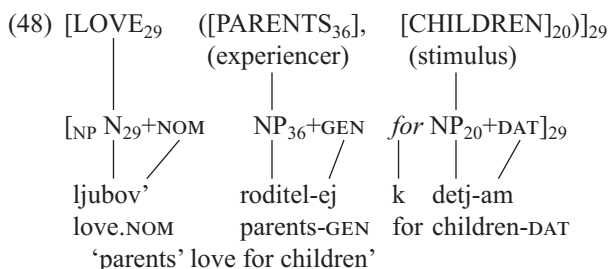 (48) [LOVE₂₉ ([PARENTS₃₆], [CHILDREN]₂₀)]₂₉
(experiencer) (stimulus)
[NP N₂₉+NOM NP₃₆+GEN for NP₂₀+DAT]₂₉
ljubov’ roditel-ej k detj-am
love.NOM parents-GEN for children-DAT
‘parents’ love for children’